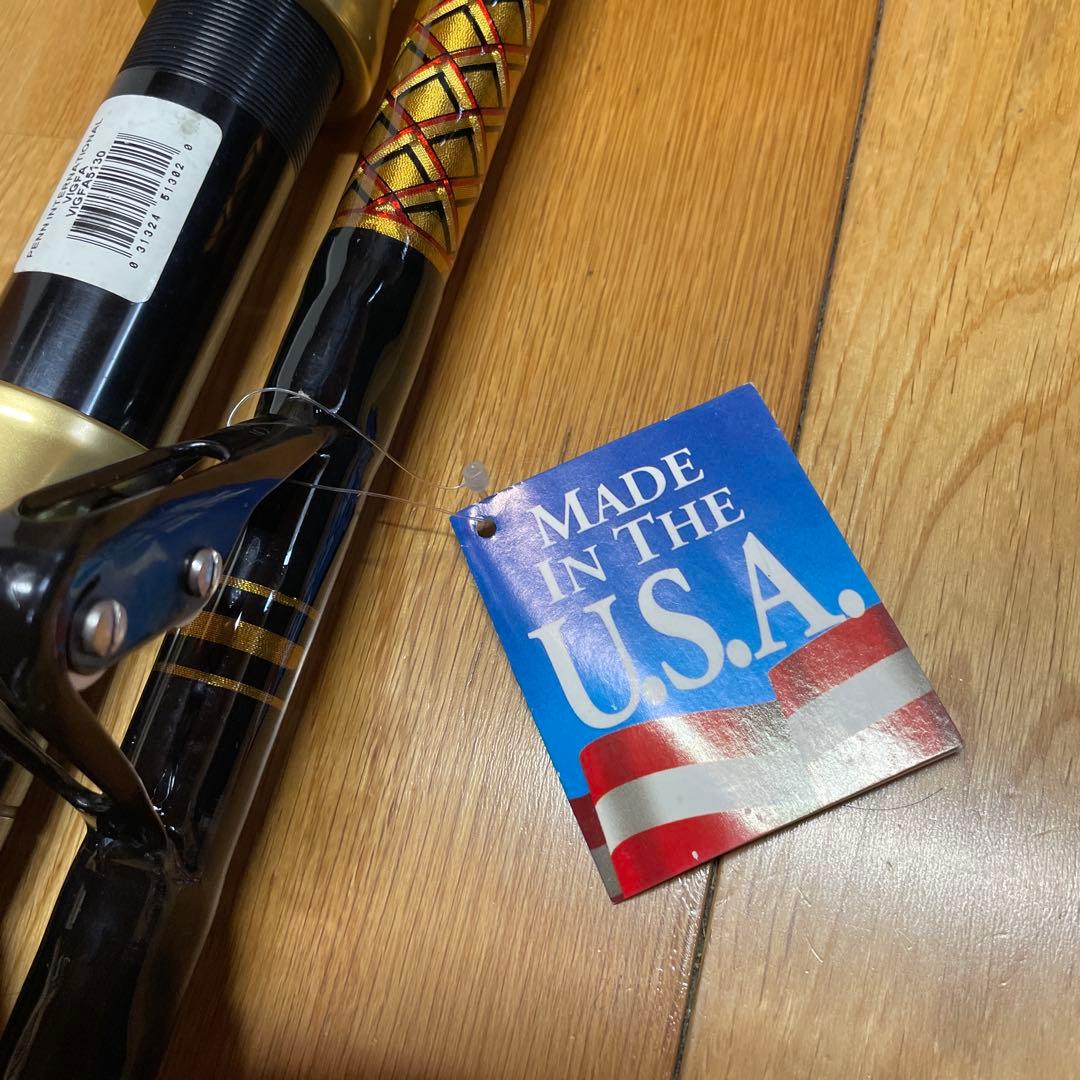 PENN INTERNATIONAL
VIGFA
VIGFA5130
0 31324 51302 0
MADE
IN THE
U.S.A.